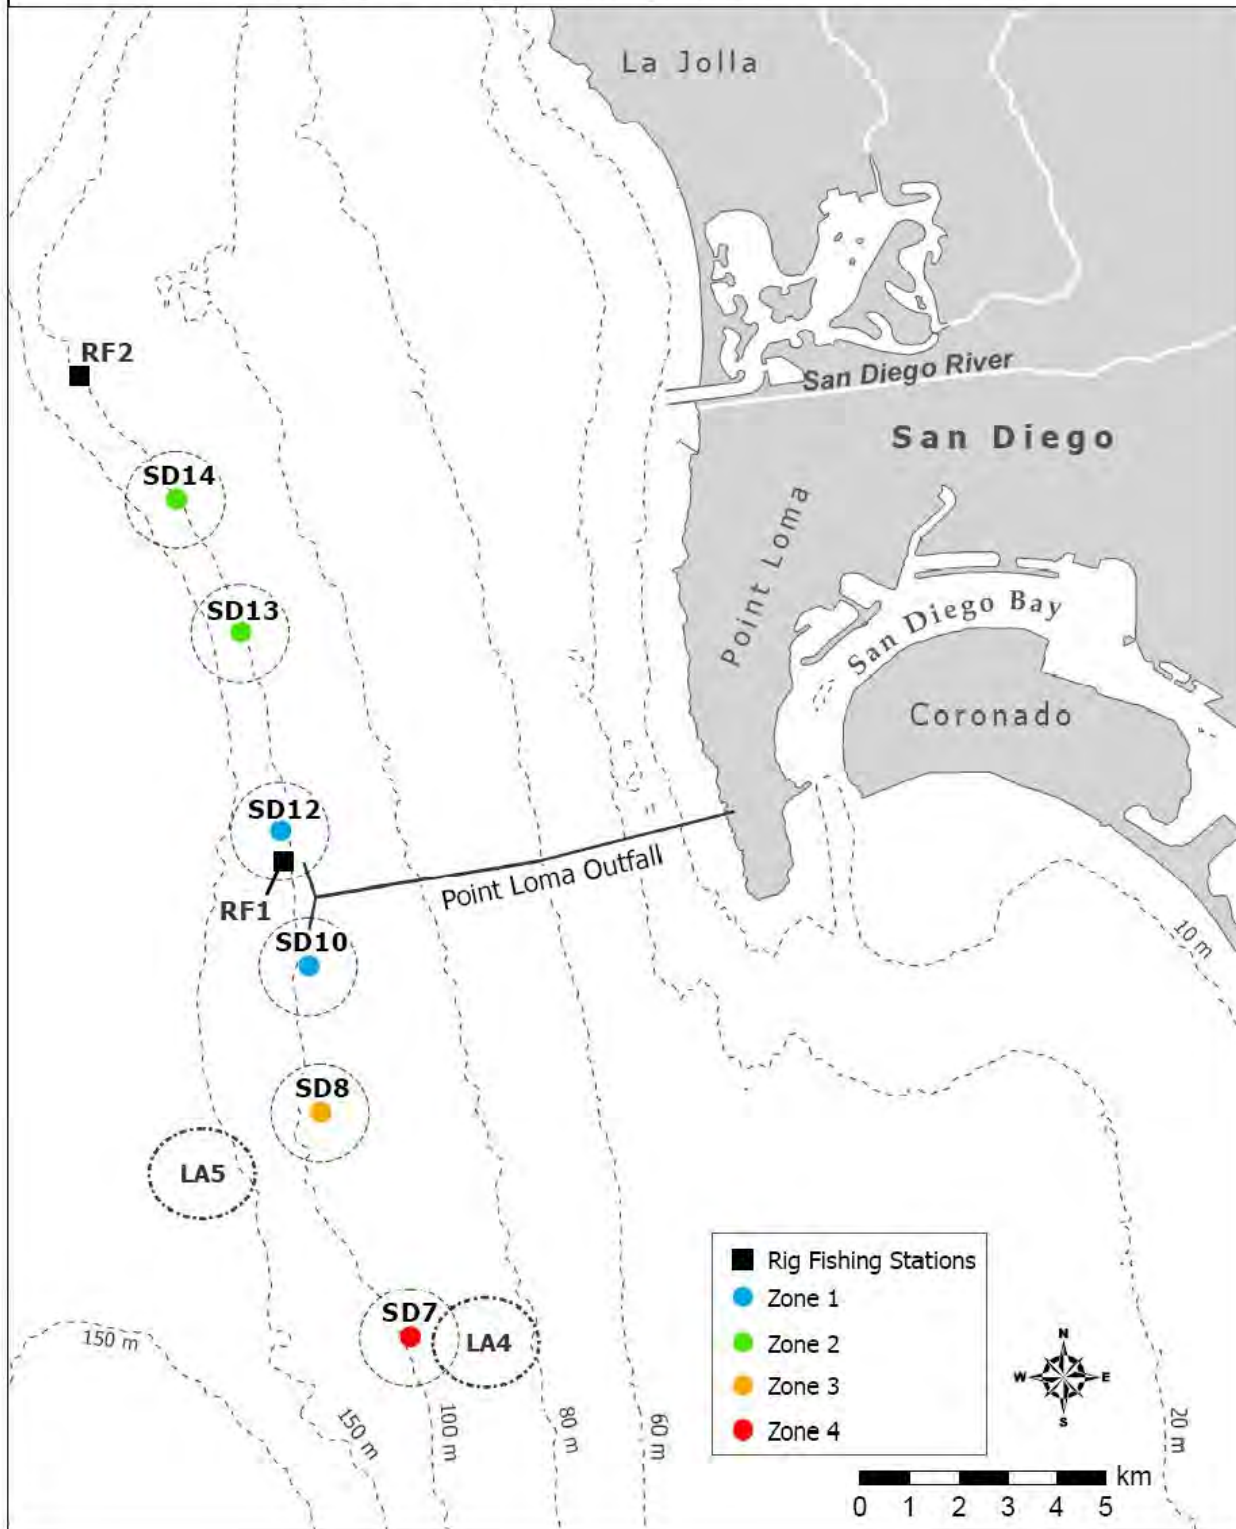 La Jolla
RF2
San Diego River
San Diego
SD14
Point Loma
SD13
San Diego Bay
Coronado
SD12
Point Loma Outfall
RF1
SD10
10 m
SD8
LA5
SD7
LA4
150 m
150 m
100 m
80 m
60 m
20 m
Rig Fishing Stations
Zone 1
Zone 2
Zone 3
Zone 4
N
W E
S
km
0 1 2 3 4 5